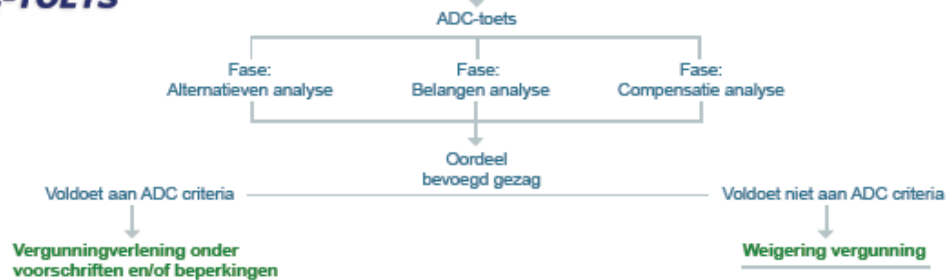 -TOETS
ADC-toets
Fase:
Alternatieven analyse
Fase:
Belangen analyse
Fase:
Compensatie analyse
Oordeel
bevoegd gezag
Voldoet aan ADC criteria
Voldoet niet aan ADC criteria
Vergunningverlening onder
voorschriften en/of beperkingen
Weigering vergunning